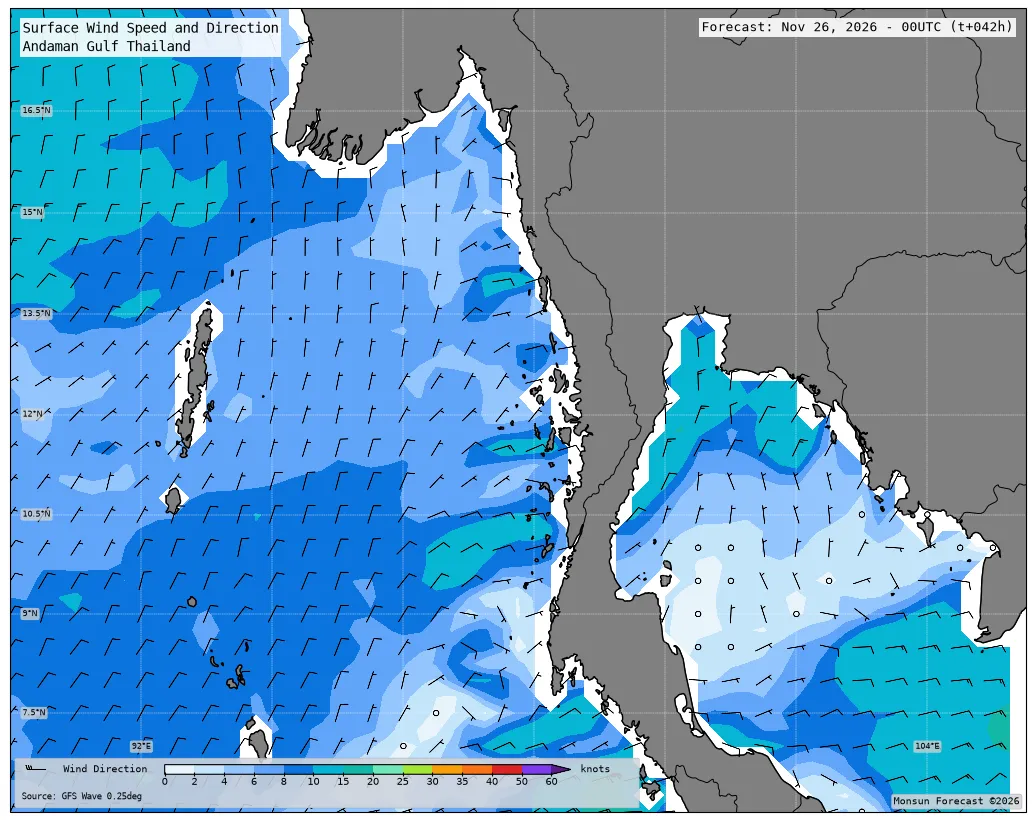 Surface Wind Speed and Direction
Andaman Gulf Thailand
Forecast: Nov 26, 2026 - 00UTC (t+042h)
16.5°N
15°N
13.5°N
12°N
10.5°N
9°N
7.5°N
92°E
104°E
Wind Direction
0 2 4 6 8 10 15 20 25 30 35 40 50 60 knots
Source: GFS Wave 0.25deg
Monsun Forecast ©2026